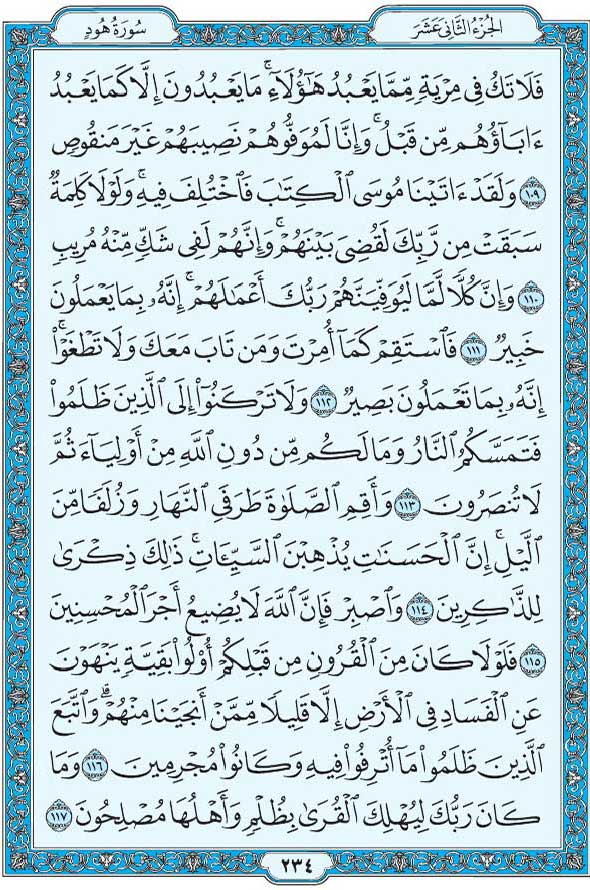 الجُزْءُ الثَّانِي عَشَرَ
سُورَةُ هُودٍ
فَلَا تَكُ فِي مِرْيَةٍ مِّمَّا يَعْبُدُ هَٰٓؤُلَآءِ ۚ مَا يَعْبُدُونَ إِلَّا كَمَا يَعْبُدُ
ءَابَآؤُهُم مِّن قَبْلُ ۚ وَإِنَّا لَمُوَفُّوهُمْ نَصِيبَهُمْ غَيْرَ مَنقُوصٍ
١٠٩ وَلَقَدْ ءَاتَيْنَا مُوسَى ٱلْكِتَٰبَ فَٱخْتُلِفَ فِيهِ ۚ وَلَوْلَا كَلِمَةٌ
سَبَقَتْ مِن رَّبِّكَ لَقُضِيَ بَيْنَهُمْ ۚ وَإِنَّهُمْ لَفِي شَكٍّ مِّنْهُ مُرِيبٍ
١١٠ وَإِنَّ كُلًّا لَّمَّا لَيُوَفِّيَنَّهُمْ رَبُّكَ أَعْمَٰلَهُمْ ۚ إِنَّهُۥ بِمَا يَعْمَلُونَ
خَبِيرٌ ١١١ فَٱسْتَقِمْ كَمَآ أُمِرْتَ وَمَن تَابَ مَعَكَ وَلَا تَطْغَوْا۟ ۚ
إِنَّهُۥ بِمَا تَعْمَلُونَ بَصِيرٌ ١١٢ وَلَا تَرْكَنُوٓا۟ إِلَى ٱلَّذِينَ ظَلَمُوا۟
فَتَمَسَّكُمُ ٱلنَّارُ وَمَا لَكُم مِّن دُونِ ٱللَّهِ مِنْ أَوْلِيَآءَ ثُمَّ
لَا تُنصَرُونَ ١١٣ وَأَقِمِ ٱلصَّلَوٰةَ طَرَفَيِ ٱلنَّهَارِ وَزُلَفًا مِّنَ
ٱلَّيْلِ ۚ إِنَّ ٱلْحَسَنَٰتِ يُذْهِبْنَ ٱلسَّيِّـَٔاتِ ۚ ذَٰلِكَ ذِكْرَىٰ
لِلذَّٰكِرِينَ ١١٤ وَٱصْبِرْ فَإِنَّ ٱللَّهَ لَا يُضِيعُ أَجْرَ ٱلْمُحْسِنِينَ
١١٥ فَلَوْلَا كَانَ مِنَ ٱلْقُرُونِ مِن قَبْلِكُمْ أُو۟لُوا۟ بَقِيَّةٍ يَنْهَوْنَ
عَنِ ٱلْفَسَادِ فِي ٱلْأَرْضِ إِلَّا قَلِيلًا مِّمَّنْ أَنجَيْنَا مِنْهُمْ ۗ وَٱتَّبَعَ
ٱلَّذِينَ ظَلَمُوا۟ مَآ أُتْرِفُوا۟ فِيهِ وَكَانُوا۟ مُجْرِمِينَ ١١٦ وَمَا
كَانَ رَبُّكَ لِيُهْلِكَ ٱلْقُرَىٰ بِظُلْمٍ وَأَهْلُهَا مُصْلِحُونَ ١١٧
٢٣٤